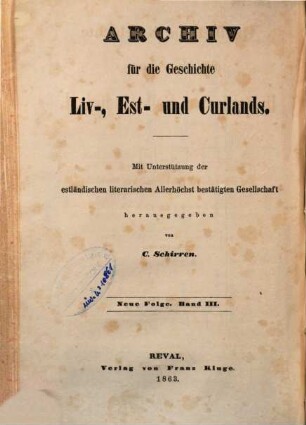 ARCHIV
für die Geschichte
Liv-, Est- und Curlands.
Mit Unterstützung der
estländischen literarischen Allerhöchst bestätigten Gesellschaft
herausgegeben
von
C. Schirren.
Neue Folge. Band III.
REVAL,
Verlag von Franz Kluge.
1863.